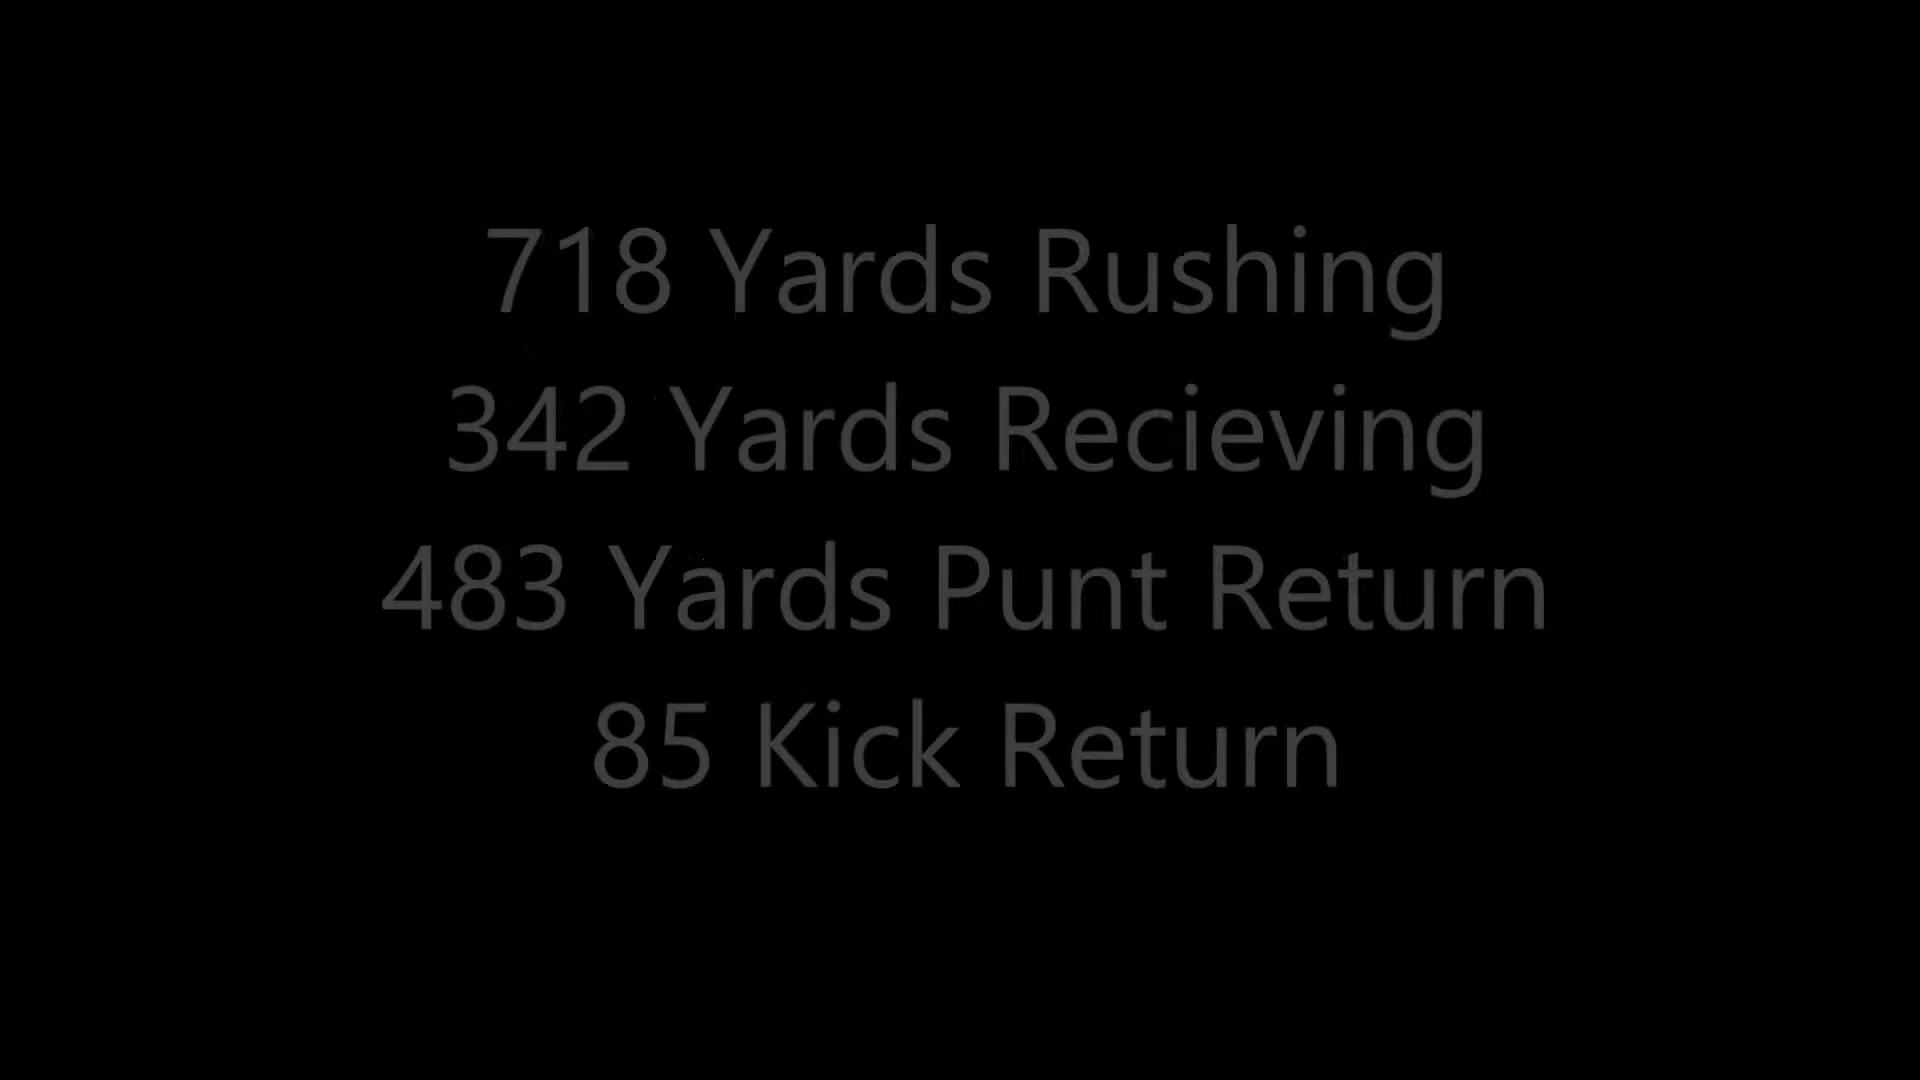 718 Yards Rushing
342 Yards Recieving
483 Yards Punt Return
85 Kick Return